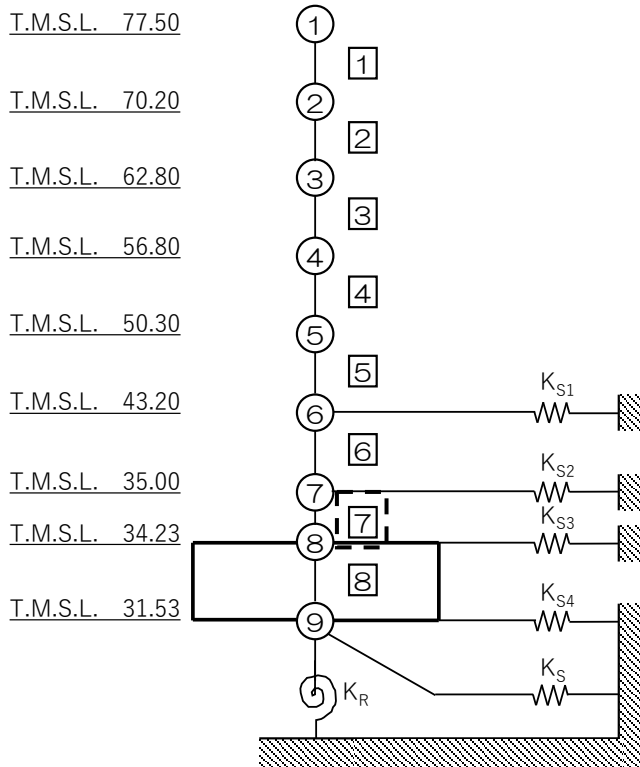 T.M.S.L. 77.50
1
1
T.M.S.L. 70.20
2
2
T.M.S.L. 62.80
3
3
T.M.S.L. 56.80
4
4
T.M.S.L. 50.30
5
5
T.M.S.L. 43.20
6
KS1
6
T.M.S.L. 35.00
7
KS2
7
T.M.S.L. 34.23
8
KS3
8
T.M.S.L. 31.53
9
KS4
KR
KS